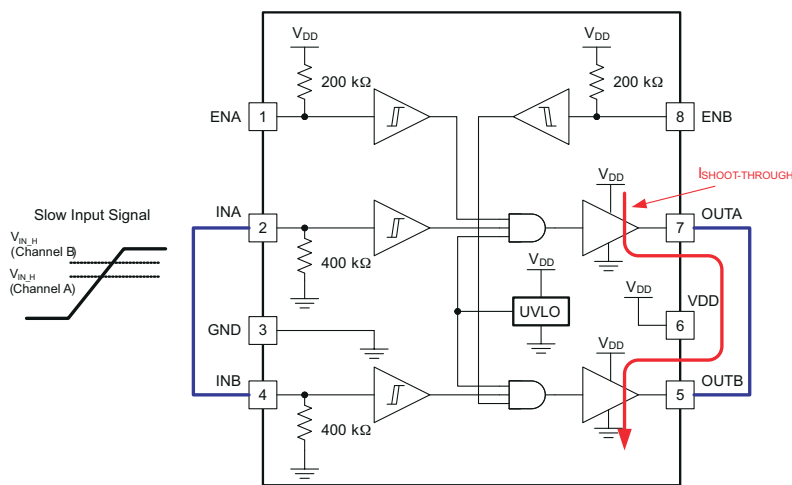 V_DD
V_DD
200 kΩ
200 kΩ
ENA
1
8
ENB
V_DD
I_SHOOT-THROUGH
Slow Input Signal
INA
2
7
OUTA
V_IN_H
(Channel B)
V_IN_H
(Channel A)
400 kΩ
V_DD
VDD
GND
3
UVLO
6
V_DD
INB
4
5
OUTB
400 kΩ